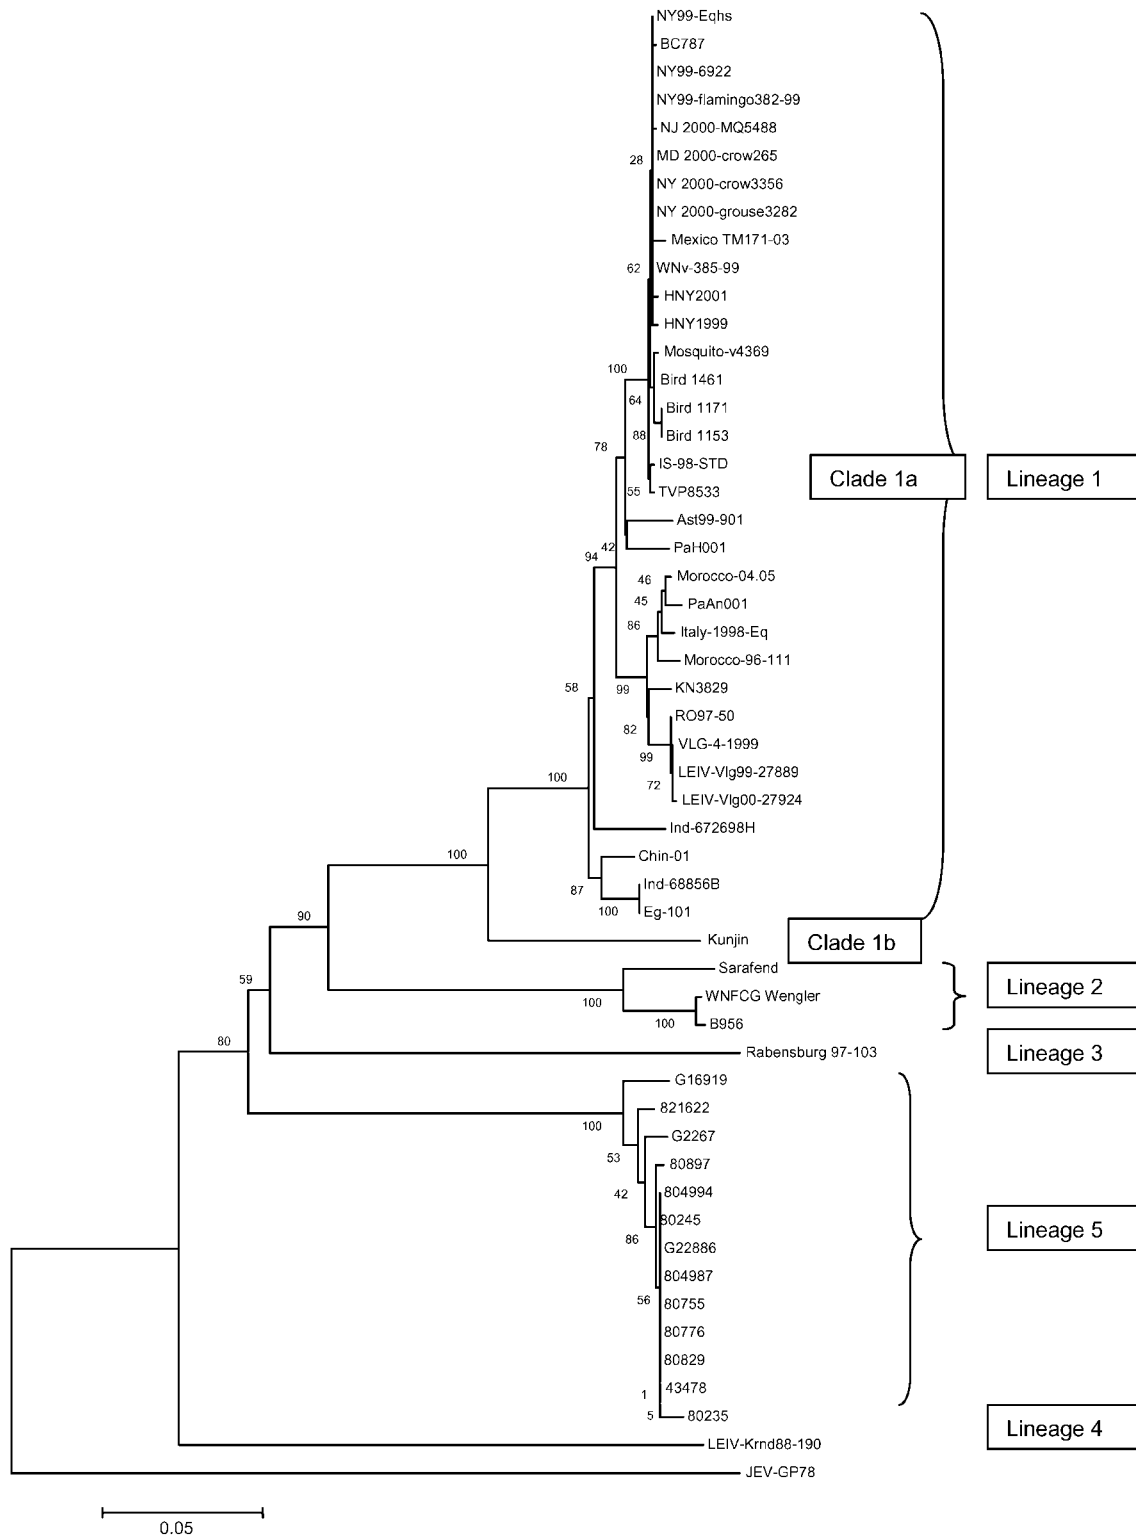 NY99-Eqhs
BC787
NY99-6922
NY99-flamingo382-99
NJ 2000-MQ5488
MD 2000-crow265
28
NY 2000-crow3356
NY 2000-grouse3282
Mexico TM171-03
62
WNv-385-99
HNY2001
HNY1999
Mosquito-v4369
100
Bird 1461
64
Bird 1171
88
Bird 1153
78
IS-98-STD
Clade 1a
Lineage 1
55
TVP8533
Ast99-901
42
PaH001
94
46
Morocco-04.05
45
PaAn001
86
Italy-1998-Eq
Morocco-96-111
58
99
KN3829
RO97-50
82
VLG-4-1999
99
LEIV-Vlg99-27889
100
72
LEIV-Vlg00-27924
Ind-672698H
100
Chin-01
87
Ind-68856B
100
Eg-101
90
Kunjin
Clade 1b
Sarafend
59
Lineage 2
100
WNFCG Wengler
100
B956
80
Rabensburg 97-103
Lineage 3
G16919
821622
100
G2267
53
80897
42
804994
80245
Lineage 5
86
G22886
804987
56
80755
80776
80829
1
43478
5
80235
Lineage 4
LEIV-Krnd88-190
JEV-GP78
0.05